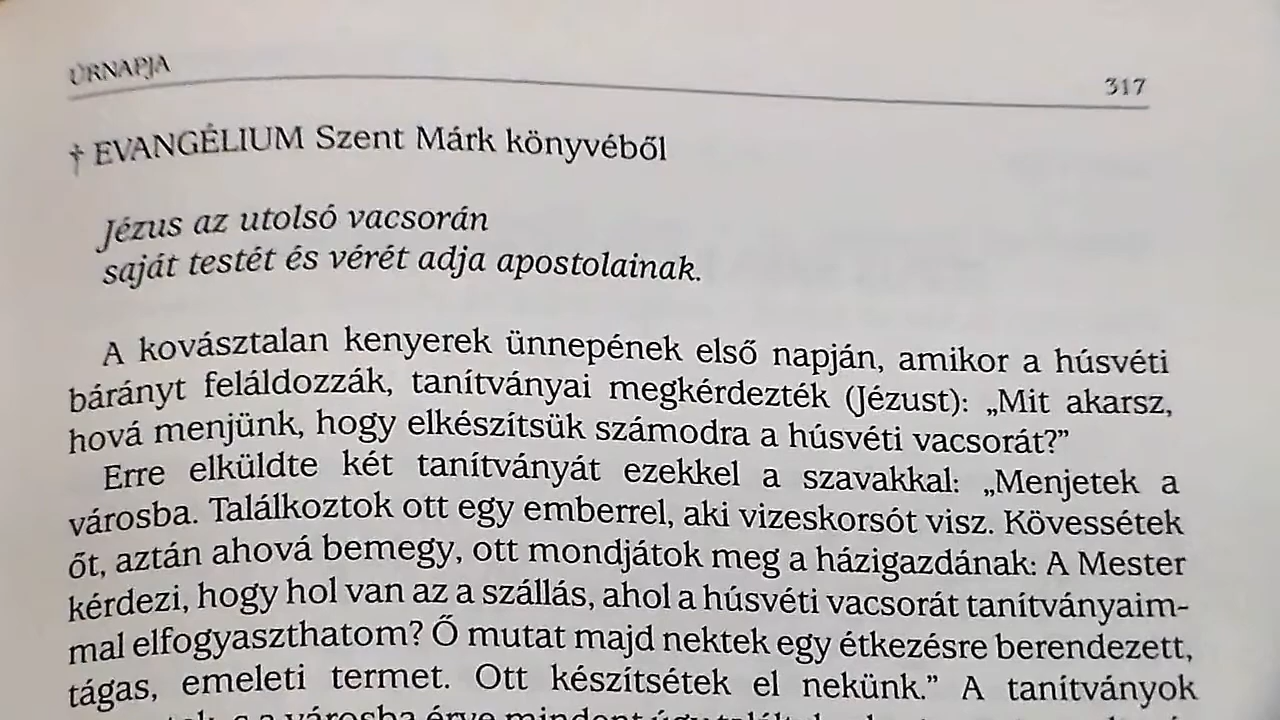 ÚRNAPJA
317
† EVANGÉLIUM Szent Márk könyvéből
Jézus az utolsó vacsorán
saját testét és vérét adja apostolainak.
A kovásztalan kenyerek ünnepének első napján, amikor a húsvéti
bárányt feláldozzák, tanítványai megkérdezték (Jézust): „Mit akarsz,
hová menjünk, hogy elkészítsük számodra a húsvéti vacsorát?”
Erre elküldte két tanítványát ezekkel a szavakkal: „Menjetek a
városba. Találkoztok ott egy emberrel, aki vizeskorsót visz. Kövessétek
őt, aztán ahová bemegy, ott mondjátok meg a házigazdának: A Mester
kérdezi, hogy hol van az a szállás, ahol a húsvéti vacsorát tanítványaim-
mal elfogyaszthatom? Ő mutat majd nektek egy étkezésre berendezett,
tágas, emeleti termet. Ott készítsétek el nekünk.” A tanítványok
városba érve mindent úgy